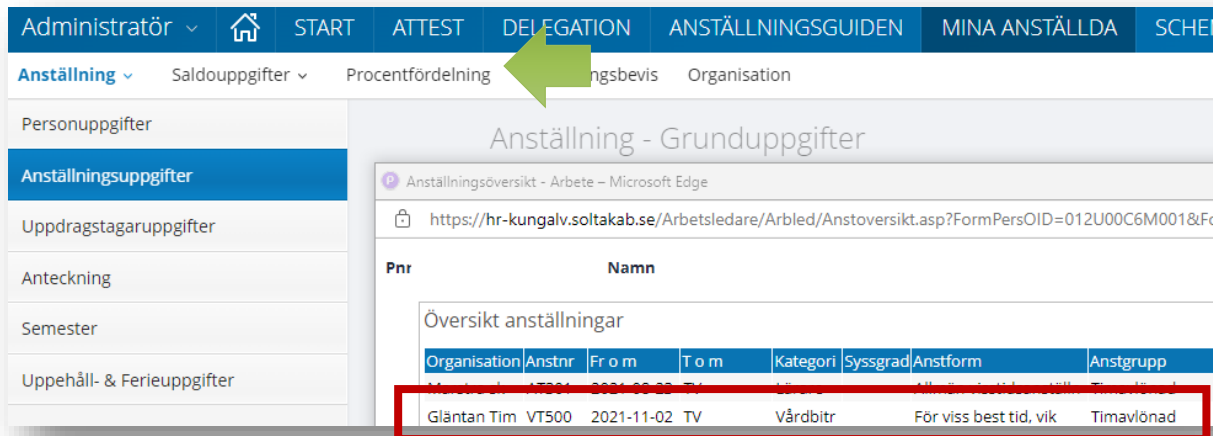 Administratör START ATTEST DELEGATION ANSTÄLLNINGSGUIDEN MINA ANSTÄLLDA SCHE
Anställning Saldouppgifter Procentfördelning ngsbevis Organisation
Personuppgifter
Anställning - Grunduppgifter
Anställningsuppgifter
Anställningsöversikt - Arbete – Microsoft Edge
https://hr-kungalv.soltakab.se/Arbetsledare/Arbled/Anstoversikt.asp?FormPersOID=012U00C6M001&Fo
Uppdragstagaruppgifter
Pnr Namn
Anteckning
Översikt anställningar
Semester
Organisation Anstnr Fr o m T o m Kategori Syssgrad Anstform Anstgrupp
Uppehåll- & Ferieuppgifter
Gläntan Tim VT500 2021-11-02 TV Vårdbitr För viss best tid, vik Timavlönad